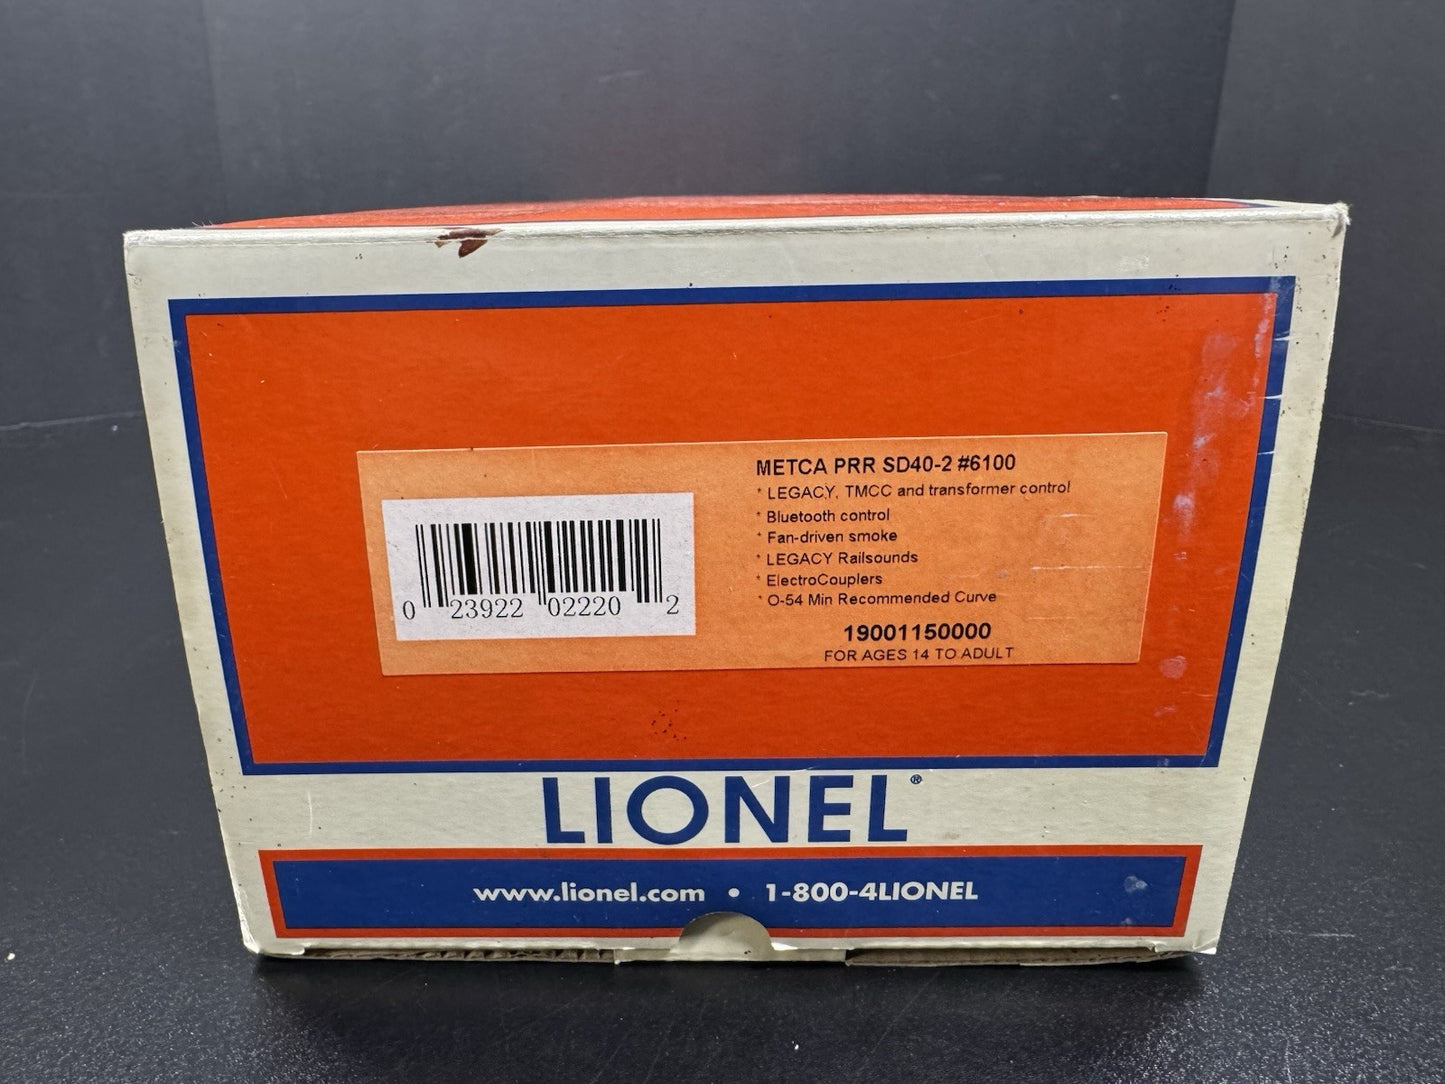 METCA PRR SD40-2 #6100
* LEGACY, TMCC and transformer control
* Bluetooth control
* Fan-driven smoke
* LEGACY Railsounds
* ElectroCouplers
* O-54 Min Recommended Curve
19001150000
FOR AGES 14 TO ADULT
0 23922 02220 2
LIONEL®
www.lionel.com • 1-800-4LIONEL